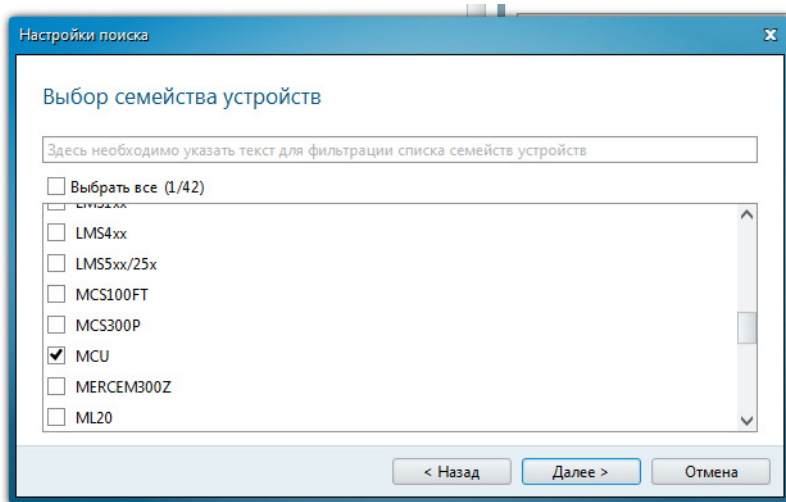 Настройки поиска
Выбор семейства устройств
Здесь необходимо указать текст для фильтрации списка семейств устройств
Выбрать все (1/42)
LMS1xx
LMS4xx
LMS5xx/25x
MCS100FT
MCS300P
MCU
MERCEM300Z
ML20
< Назад
Далее >
Отмена